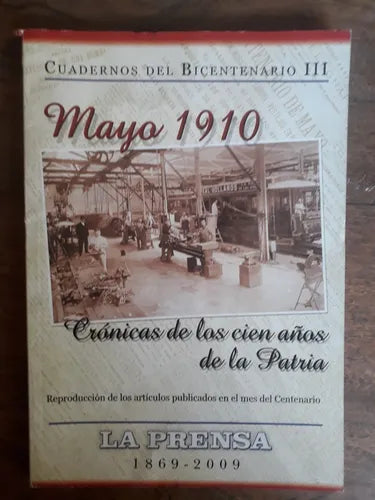 CUADERNOS DEL BICENTENARIO III
Mayo 1910
Crónicas de los cien años
de la Patria
Reproducción de los artículos publicados en el mes del Centenario
LA PRENSA
1869-2009